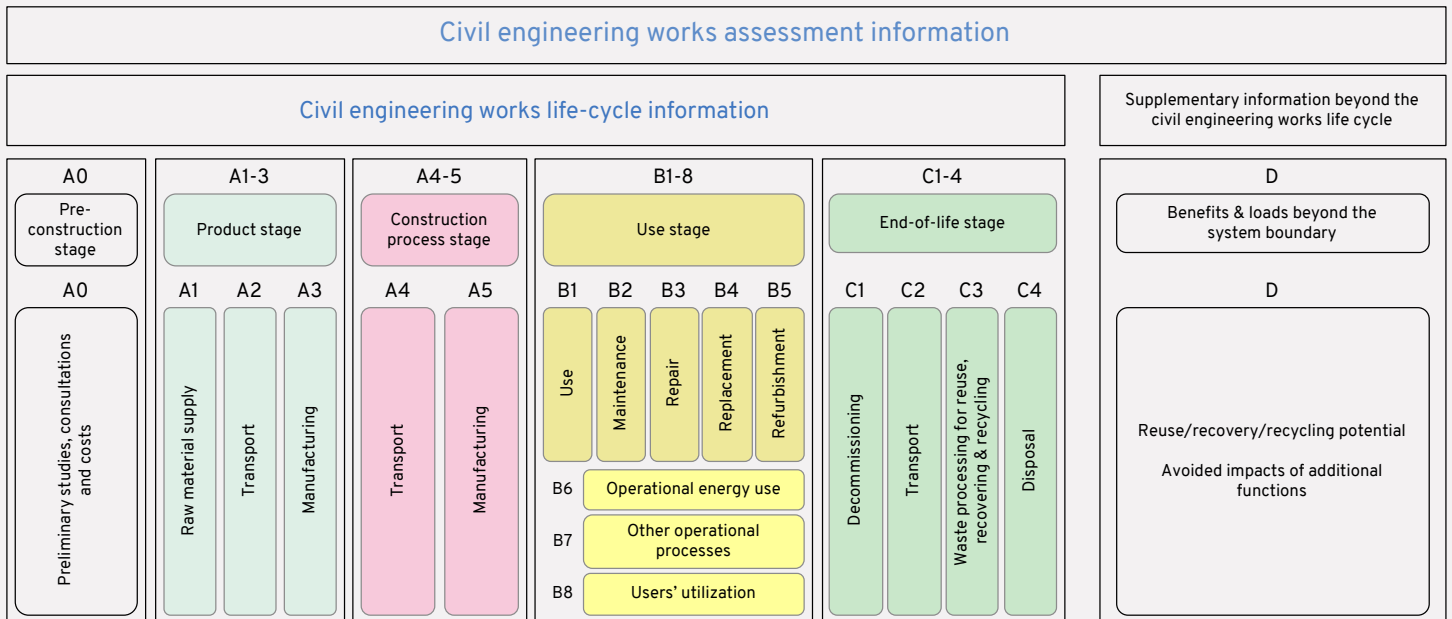 Civil engineering works assessment information
Civil engineering works life-cycle information
Supplementary information beyond the
civil engineering works life cycle
A0
Pre-
construction
stage
A0
Preliminary studies, consultations
and costs
A1-3
Product stage
A1
A2
A3
Raw material supply
Transport
Manufacturing
A4-5
Construction
process stage
A4
A5
Transport
Manufacturing
B1-8
Use stage
B1
B2
B3
B4
B5
Use
Maintenance
Repair
Replacement
Refurbishment
B6
Operational energy use
B7
Other operational
processes
B8
Users’ utilization
C1-4
End-of-life stage
C1
C2
C3
C4
Decommissioning
Transport
Waste processing for reuse,
recovering & recycling
Disposal
D
Benefits & loads beyond the
system boundary
D
Reuse/recovery/recycling potential
Avoided impacts of additional
functions